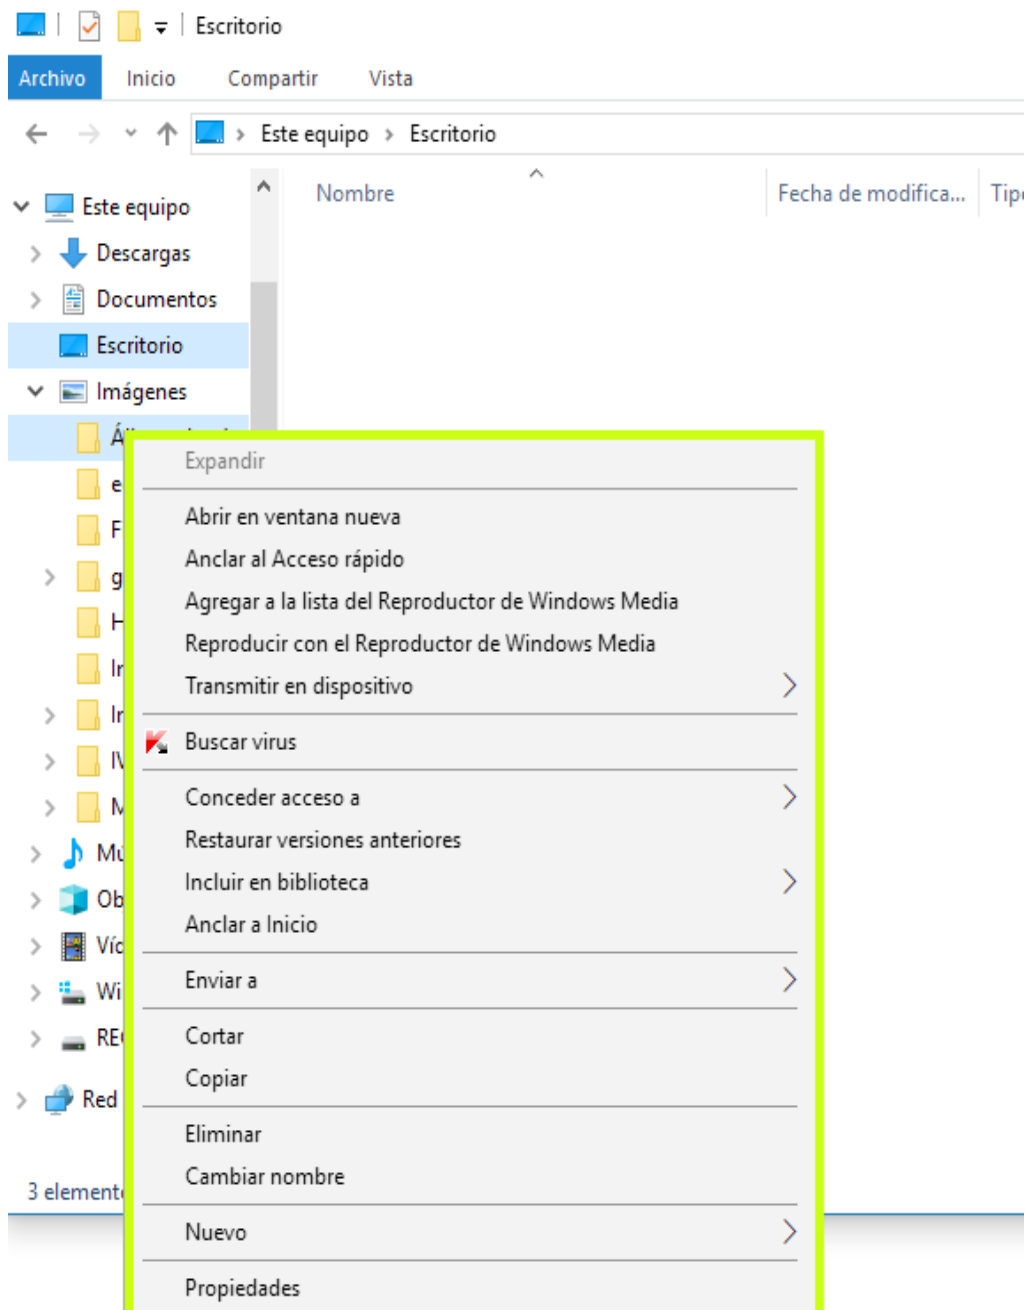 Escritorio
Archivo Inicio Compartir Vista
Este equipo > Escritorio
Nombre Fecha de modifica... Tipo
Este equipo
Descargas
Documentos
Escritorio
Imágenes
Expandir
Abrir en ventana nueva
Anclar al Acceso rápido
Agregar a la lista del Reproductor de Windows Media
Reproducir con el Reproductor de Windows Media
Transmitir en dispositivo
Buscar virus
Conceder acceso a
Restaurar versiones anteriores
Incluir en biblioteca
Anclar a Inicio
Enviar a
Cortar
Copiar
Eliminar
Cambiar nombre
Nuevo
Propiedades
Red
3 elemento